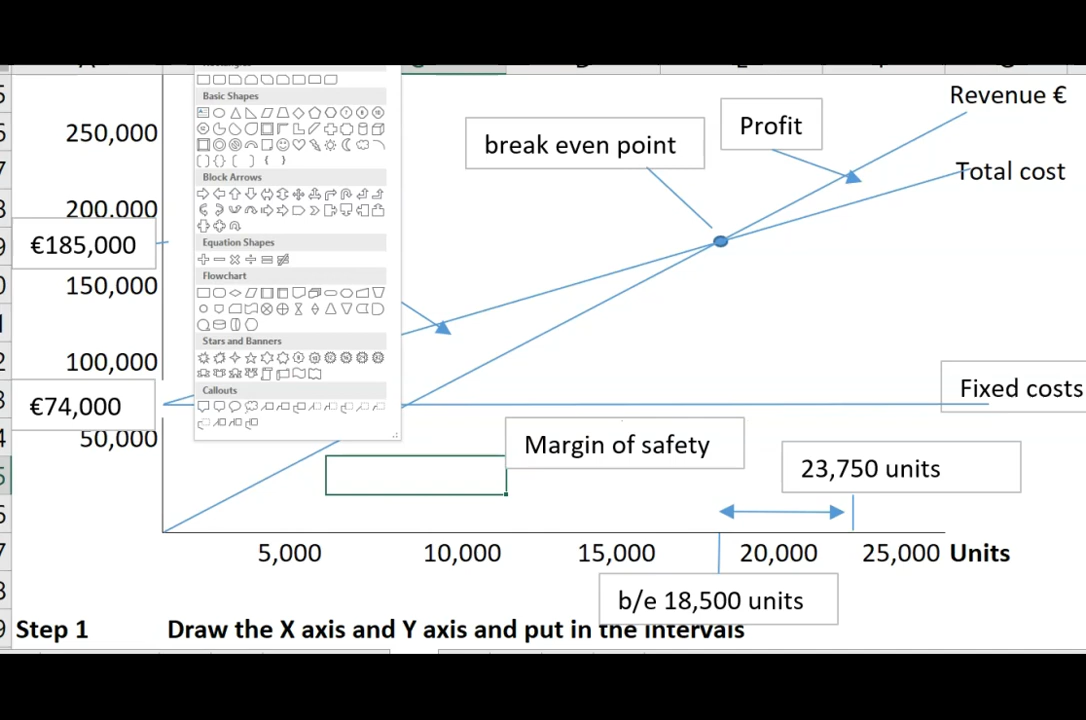 Basic Shapes
Block Arrows
Equation Shapes
Flowchart
Stars and Banners
Callouts
250,000
200,000
€185,000
150,000
100,000
€74,000
50,000
break even point
Profit
Revenue €
Total cost
Fixed costs
Margin of safety
23,750 units
5,000 10,000 15,000 20,000 25,000 Units
b/e 18,500 units
Step 1 Draw the X axis and Y axis and put in the intervals